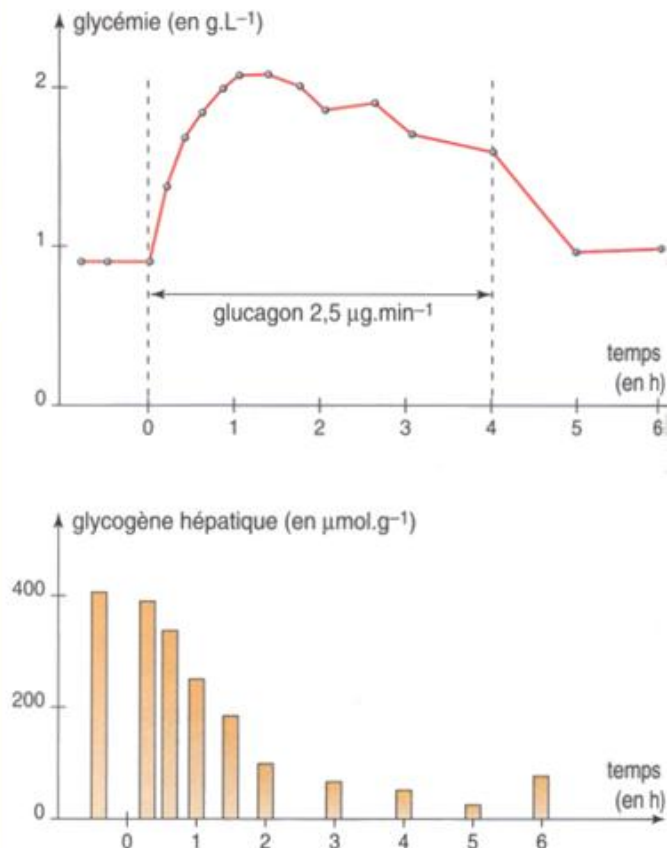 glycémie (en g.L⁻¹)
2
1
glucagon 2,5 µg.min⁻¹
temps
(en h)
0
0 1 2 3 4 5 6
glycogène hépatique (en µmol.g⁻¹)
400
200
temps
(en h)
0
0 1 2 3 4 5 6